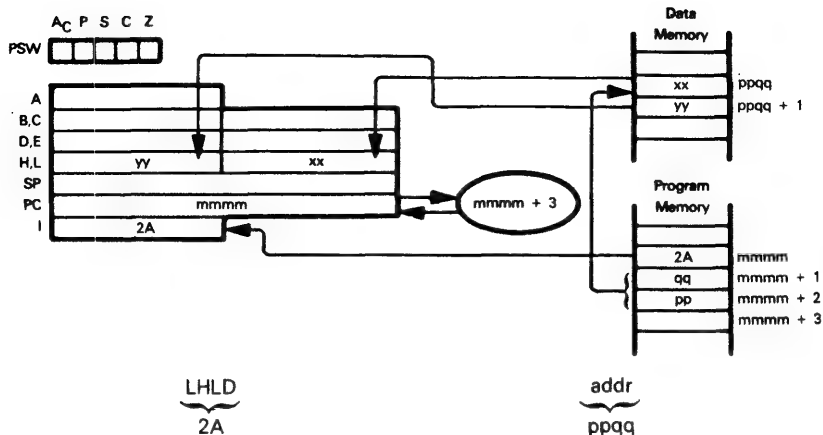 A_C P S C Z
PSW
Data
Memory
xx ppqq
yy ppqq + 1
A
B,C
D,E
H,L yy xx
SP
PC mmmm
mmmm + 3
I 2A
Program
Memory
2A mmmm
qq mmmm + 1
pp mmmm + 2
mmmm + 3
LHLD addr
2A ppqq